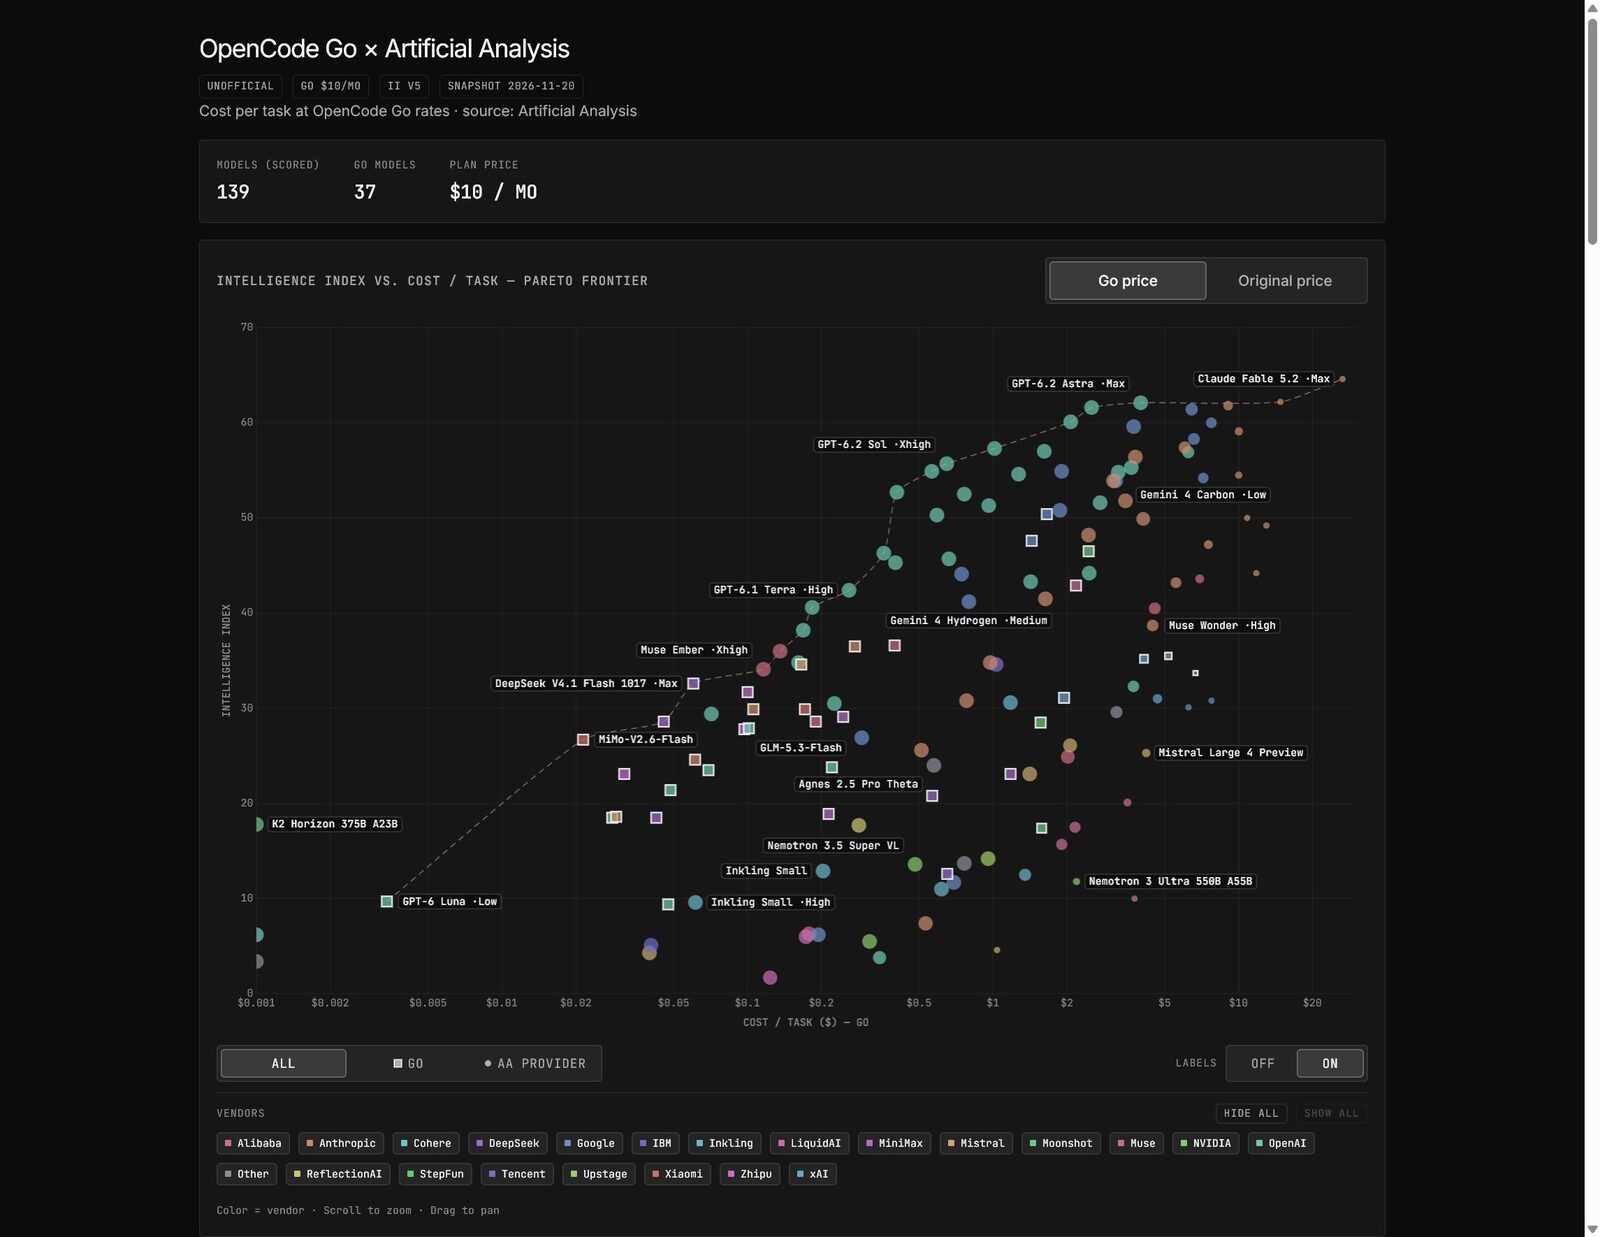 OpenCode Go × Artificial Analysis
UNOFFICIAL GO $10/MO II V5 SNAPSHOT 2026-11-20
Cost per task at OpenCode Go rates · source: Artificial Analysis
MODELS (SCORED) GO MODELS PLAN PRICE
139 37 $10 / MO
INTELLIGENCE INDEX VS. COST / TASK — PARETO FRONTIER
Go price Original price
70
Claude Fable 5.2 ·Max
GPT-6.2 Astra ·Max
60
GPT-6.2 Sol ·Xhigh
Gemini 4 Carbon ·Low
50
GPT-6.1 Terra ·High
40
Gemini 4 Hydrogen ·Medium
Muse Wonder ·High
Muse Ember ·Xhigh
INTELLIGENCE INDEX
DeepSeek V4.1 Flash 1017 ·Max
30
MiMo-V2.6-Flash
GLM-5.3-Flash
Mistral Large 4 Preview
Agnes 2.5 Pro Theta
20
K2 Horizon 375B A23B
Nemotron 3.5 Super VL
Inkling Small
Nemotron 3 Ultra 550B A55B
10
GPT-6 Luna ·Low
Inkling Small ·High
0
$0.001 $0.002 $0.005 $0.01 $0.02 $0.05 $0.1 $0.2 $0.5 $1 $2 $5 $10 $20
COST / TASK ($) — GO
ALL GO AA PROVIDER
LABELS OFF ON
VENDORS
HIDE ALL SHOW ALL
Alibaba Anthropic Cohere DeepSeek Google IBM Inkling LiquidAI MiniMax Mistral Moonshot Muse NVIDIA OpenAI
Other ReflectionAI StepFun Tencent Upstage Xiaomi Zhipu xAI
Color = vendor · Scroll to zoom · Drag to pan